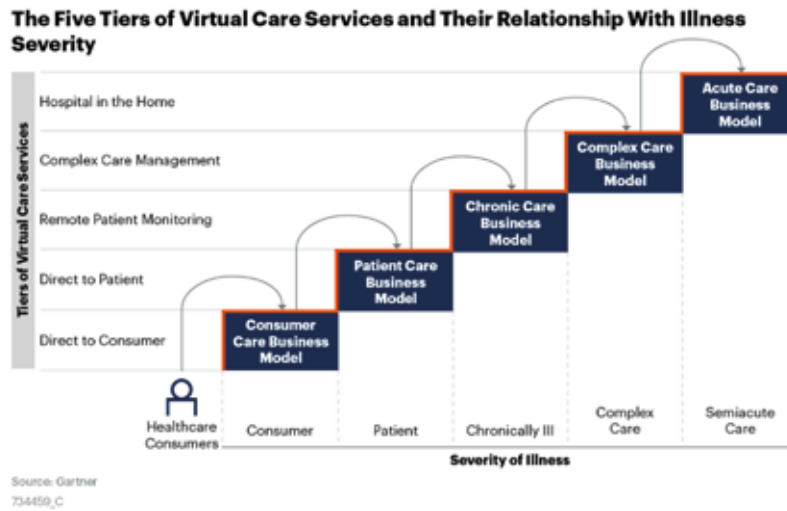 The Five Tiers of Virtual Care Services and Their Relationship With Illness
Severity
Tiers of Virtual Care Services
Hospital in the Home
Complex Care Management
Remote Patient Monitoring
Direct to Patient
Direct to Consumer
Acute Care
Business
Model
Complex Care
Business
Model
Chronic Care
Business
Model
Patient Care
Business
Model
Consumer
Care Business
Model
Healthcare
Consumers
Consumer
Patient
Chronically Ill
Complex
Care
Semiacute
Care
Severity of Illness
Source: Gartner
734459_C